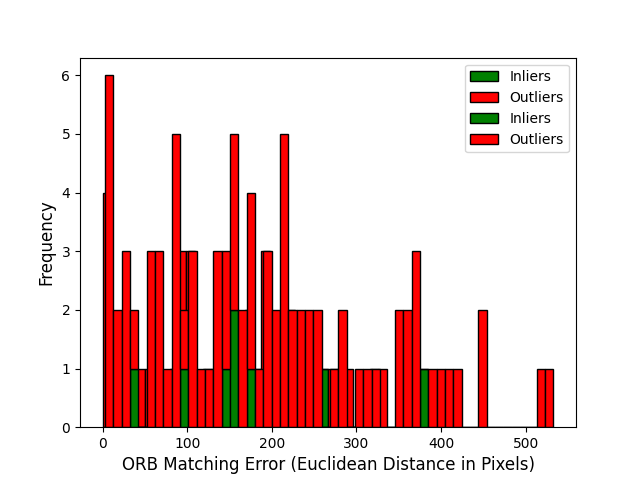 Inliers
Outliers
Inliers
Outliers
6
5
4
3
2
1
0
Frequency
0 100 200 300 400 500
ORB Matching Error (Euclidean Distance in Pixels)